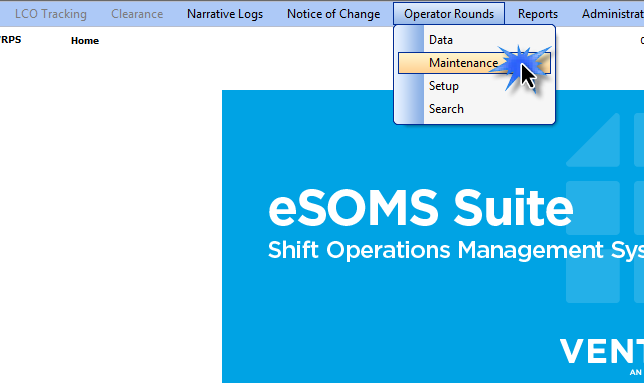 LCO Tracking Clearance Narrative Logs Notice of Change Operator Rounds Reports Administrat
/RPS Home
Data
Maintenance
Setup
Search
eSOMS Suite
Shift Operations Management Sys
VENT
AN